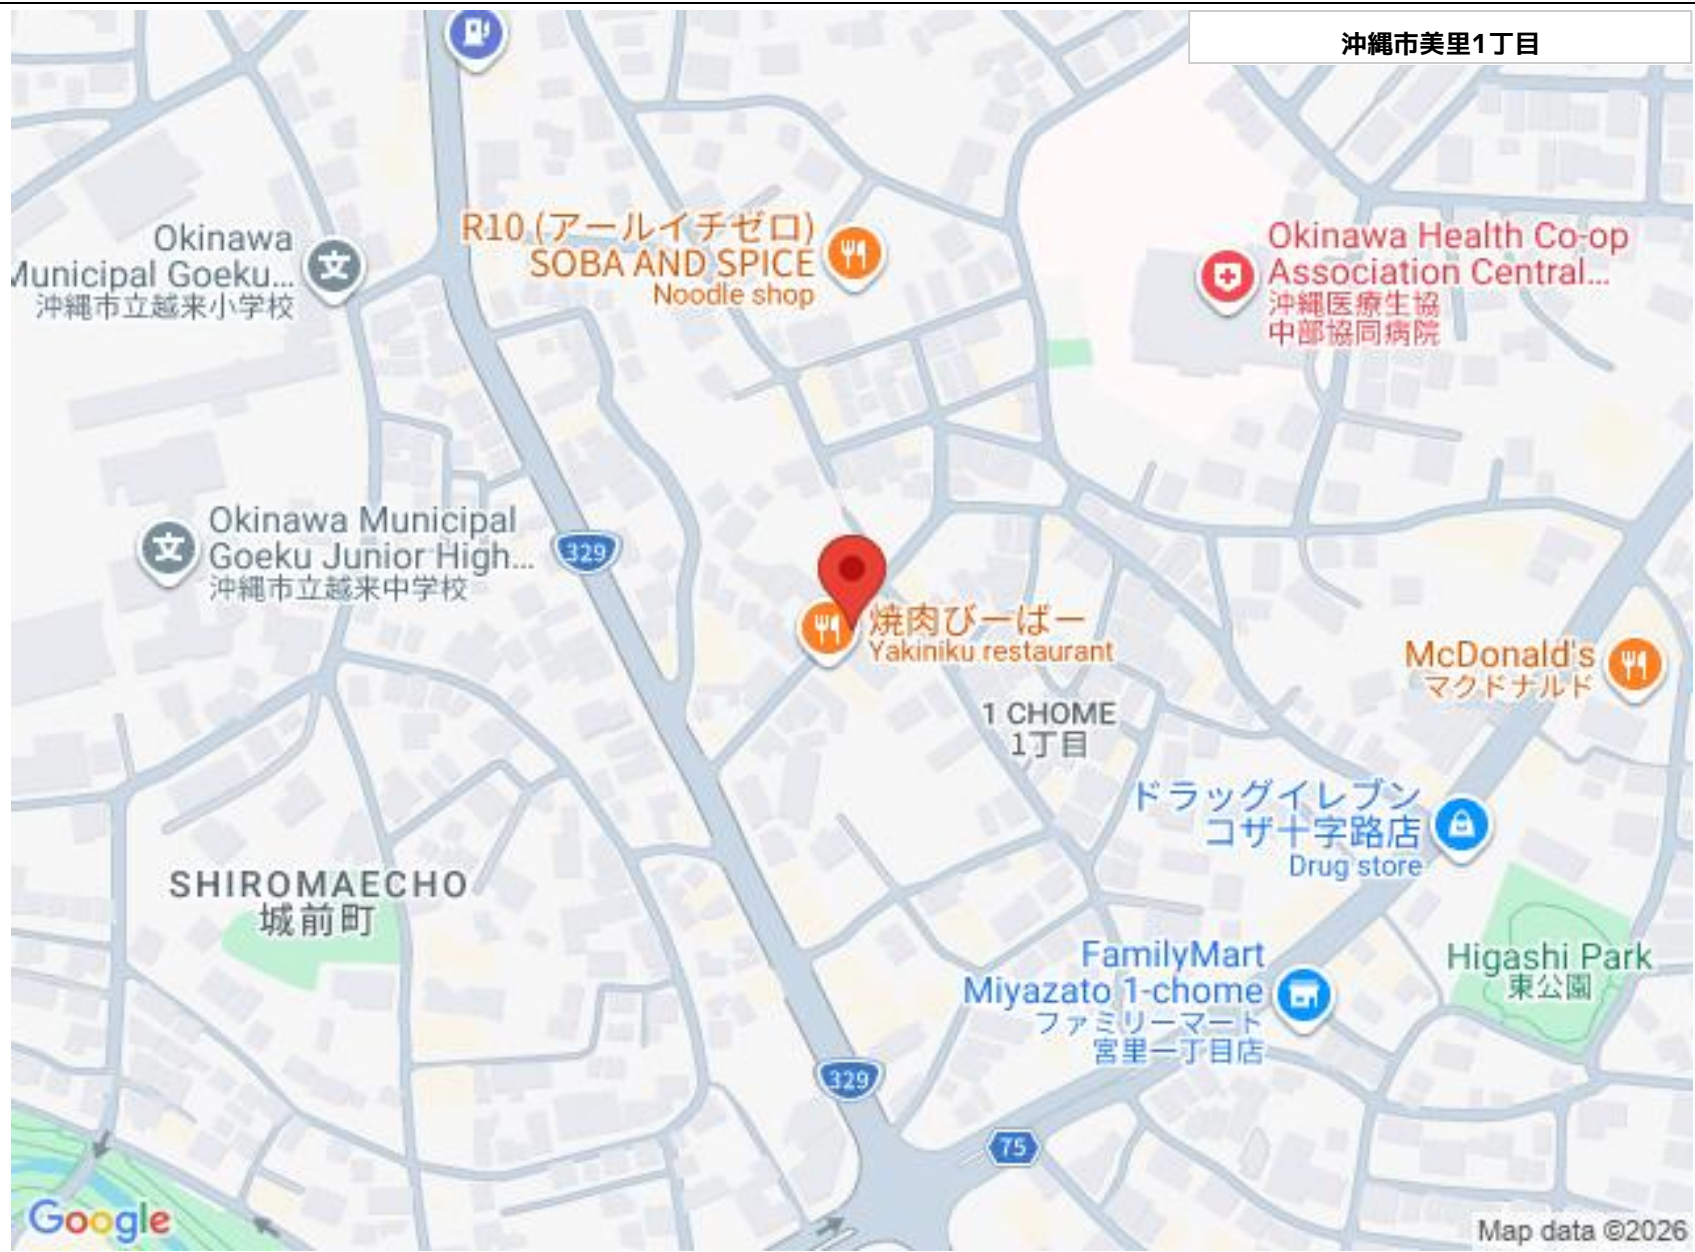 沖縄市美里1丁目
Okinawa
Municipal Goeku...
沖縄市立越来小学校
R10 (アールイチゼロ)
SOBA AND SPICE
Noodle shop
Okinawa Health Co-op
Association Central...
沖縄医療生協
中部協同病院
Okinawa Municipal
Goeku Junior High...
沖縄市立越来中学校
329
焼肉びーばー
Yakiniku restaurant
McDonald's
マクドナルド
1 CHOME
1丁目
ドラッグイレブン
コザ十字路店
Drug store
SHIROMAECHO
城前町
FamilyMart
Miyazato 1-chome
ファミリーマート
宮里一丁目店
Higashi Park
東公園
329
75
Google
Map data ©2026